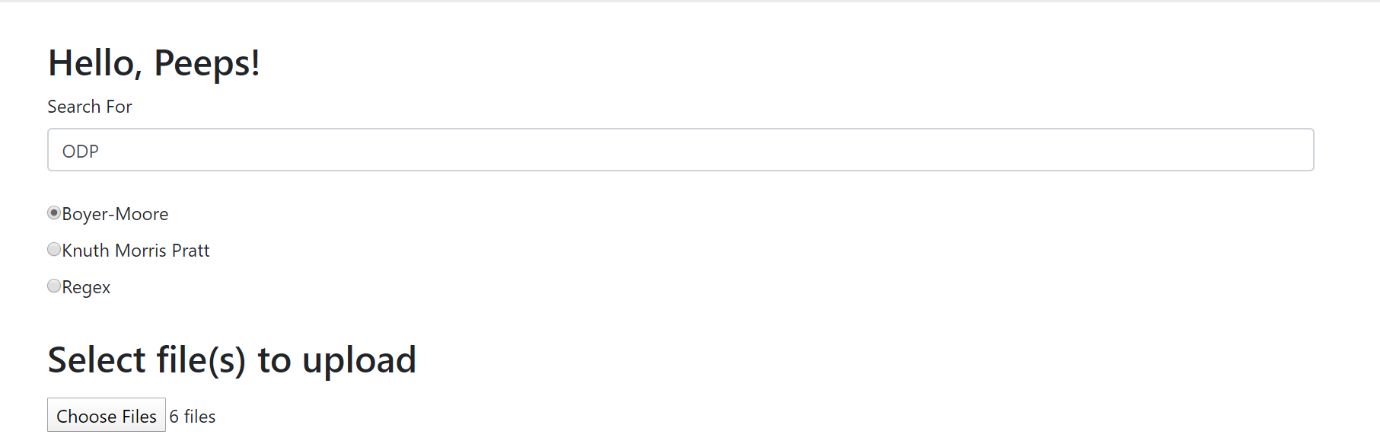 Hello, Peeps!
Search For
ODP
Boyer-Moore
Knuth Morris Pratt
Regex
Select file(s) to upload
Choose Files 6 files